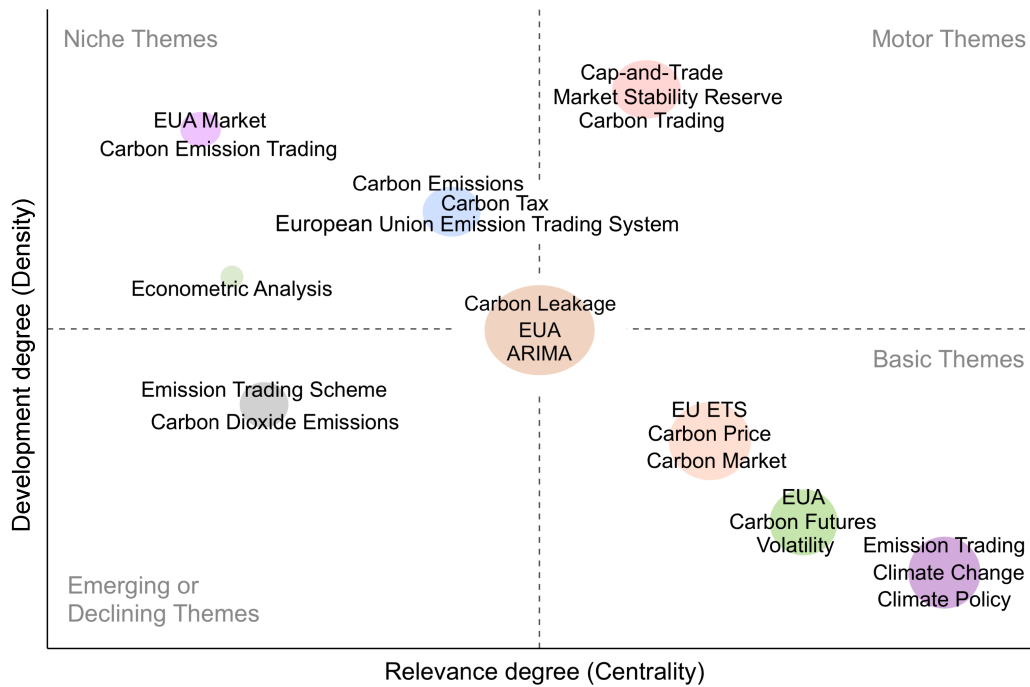 Niche Themes
Motor Themes
Cap-and-Trade
Market Stability Reserve
Carbon Trading
EUA Market
Carbon Emission Trading
Carbon Emissions
Carbon Tax
European Union Emission Trading System
Econometric Analysis
Carbon Leakage
EUA
ARIMA
Basic Themes
Emission Trading Scheme
Carbon Dioxide Emissions
EU ETS
Carbon Price
Carbon Market
EUA
Carbon Futures
Volatility
Emission Trading
Climate Change
Climate Policy
Emerging or
Declining Themes
Development degree (Density)
Relevance degree (Centrality)